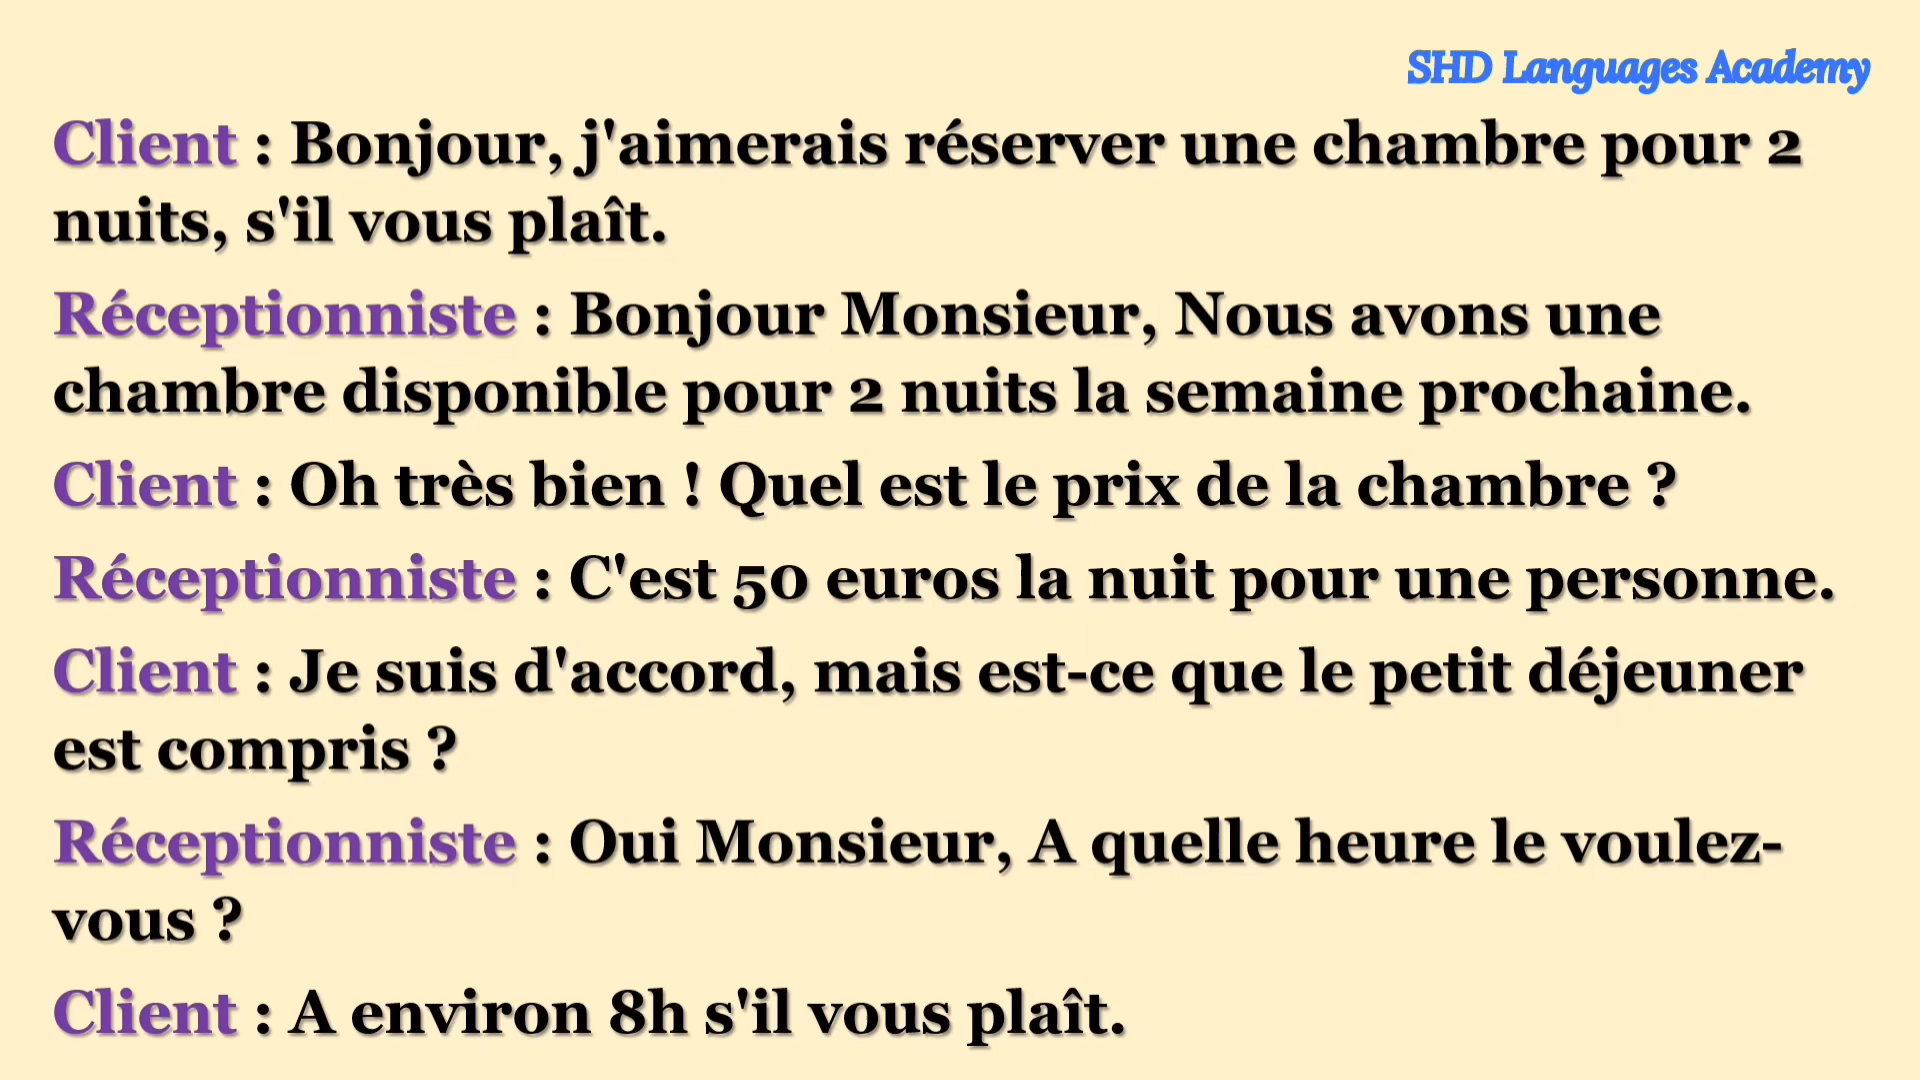 SHD Languages Academy
Client : Bonjour, j'aimerais réserver une chambre pour 2
nuits, s'il vous plaît.
Réceptionniste : Bonjour Monsieur, Nous avons une
chambre disponible pour 2 nuits la semaine prochaine.
Client : Oh très bien ! Quel est le prix de la chambre ?
Réceptionniste : C'est 50 euros la nuit pour une personne.
Client : Je suis d'accord, mais est-ce que le petit déjeuner
est compris ?
Réceptionniste : Oui Monsieur, A quelle heure le voulez-
vous ?
Client : A environ 8h s'il vous plaît.